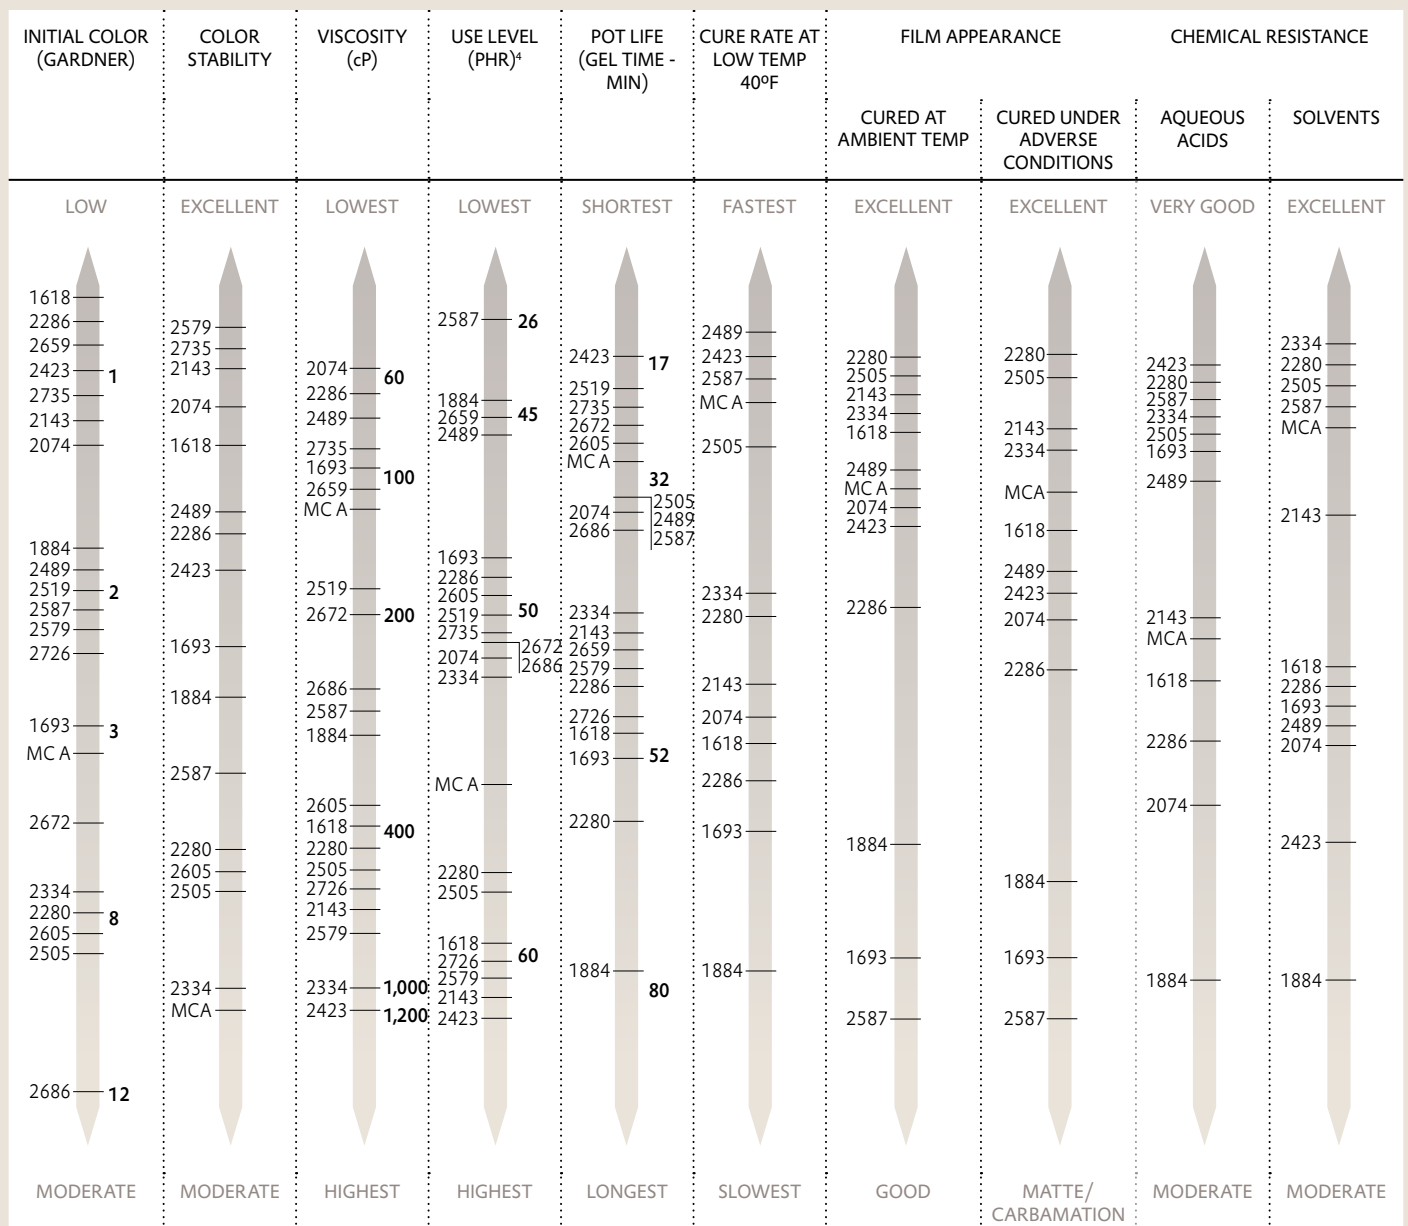 INITIAL COLOR
(GARDNER)
COLOR
STABILITY
VISCOSITY
(cP)
USE LEVEL
(PHR)⁴
POT LIFE
(GEL TIME -
MIN)
CURE RATE AT
LOW TEMP
40ºF
FILM APPEARANCE
CHEMICAL RESISTANCE
CURED AT
AMBIENT TEMP
CURED UNDER
ADVERSE
CONDITIONS
AQUEOUS
ACIDS
SOLVENTS
LOW
1618
2286
2659
2423 1
2735
2143
2074
1884
2489
2519 2
2587
2579
2726
1693 3
MC A
2672
2334
2280 8
2605
2505
2686 12
MODERATE
EXCELLENT
2579
2735
2143
2074
1618
2489
2286
2423
1693
1884
2587
2280
2605
2505
2334
MCA
MODERATE
LOWEST
2074 60
2286
2489
2735
1693 100
2659
MC A
2519
2672 200
2686
2587
1884
2605
1618 400
2280
2505
2726
2143
2579
2334 1,000
2423 1,200
HIGHEST
LOWEST
2587 26
1884
2659 45
2489
1693
2286
2605
2519 50
2735
2672
2074 2686
2334
MC A
2280
2505
1618
2726 60
2579
2143
2423
HIGHEST
SHORTEST
2423 17
2519
2735
2672
2605
MC A
32
2505
2074 2489
2686 2587
2334
2143
2659
2579
2286
2726
1618
1693 52
2280
1884
80
LONGEST
FASTEST
2489
2423
2587
MC A
2505
2334
2280
2143
2074
1618
2286
1693
1884
SLOWEST
EXCELLENT
2280
2505
2143
2334
1618
2489
MC A
2074
2423
2286
1884
1693
2587
GOOD
EXCELLENT
2280
2505
2143
2334
MCA
1618
2489
2423
2074
2286
1884
1693
2587
MATTE/
CARBAMATION
VERY GOOD
2423
2280
2587
2334
2505
1693
2489
2143
MCA
1618
2286
2074
1884
MODERATE
EXCELLENT
2334
2280
2505
2587
MCA
2143
1618
2286
1693
2489
2074
2423
1884
MODERATE